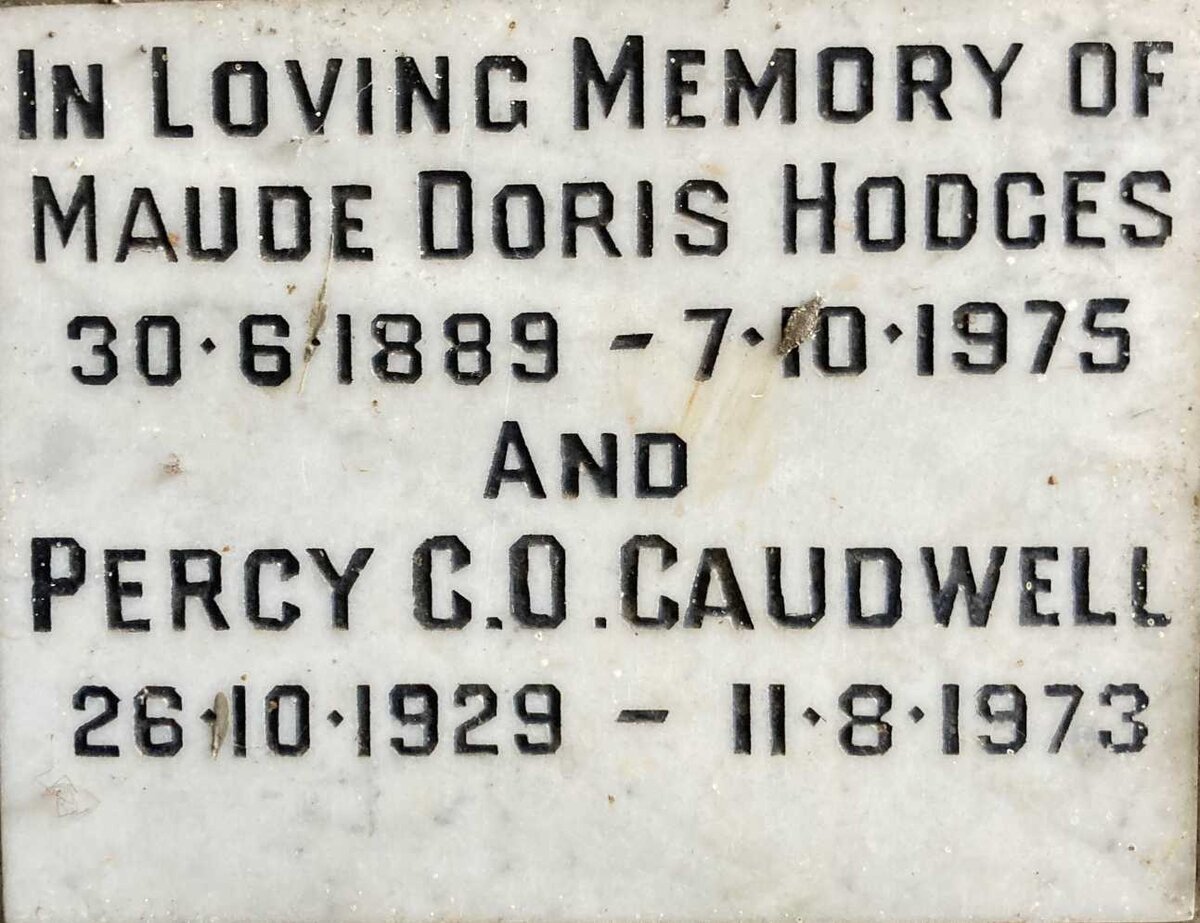 IN LOVING MEMORY OF
MAUDE DORIS HODGES
30·6·1889 - 7·10·1975
AND
PERCY C.O. CAUDWELL
26·10·1929 - 11·8·1973